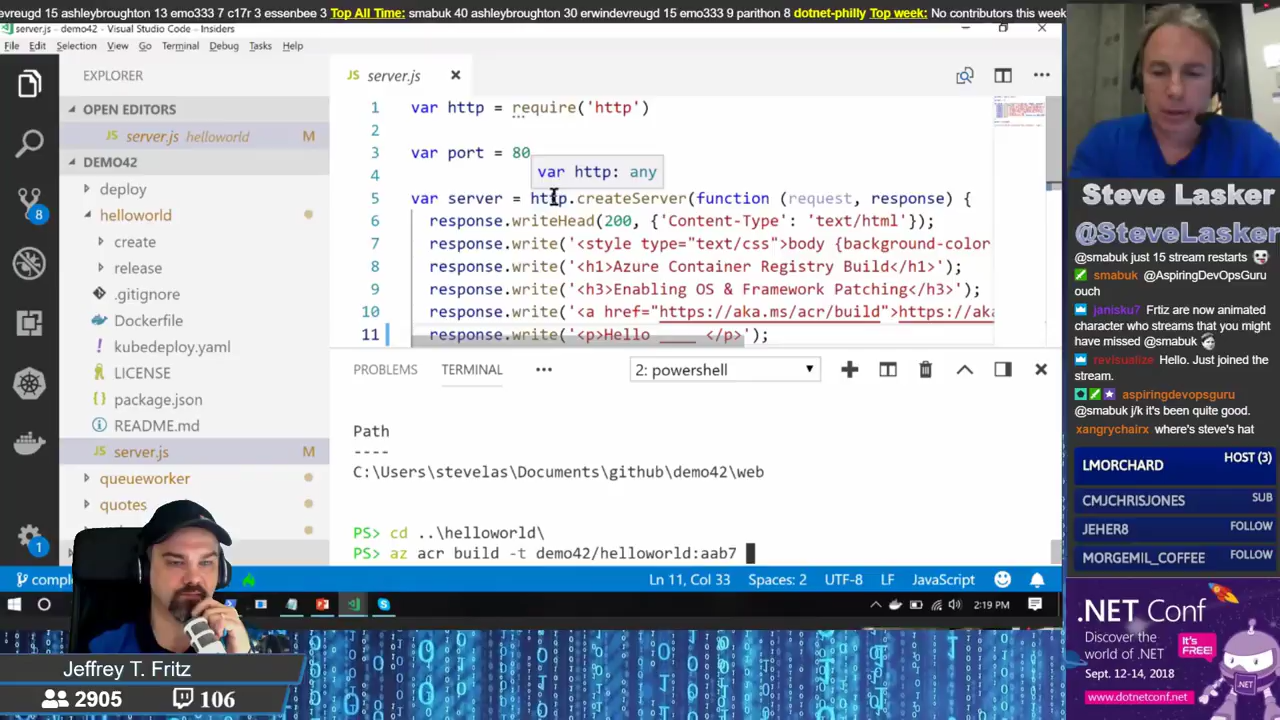 evreugd 15 ashleybroughton 13 emo333 7 c17r 3 essenbee 3 Top All Time: smabuk 40 ashleybroughton 30 erwindevreugd 15 emo333 9 parithon 8 dotnet-philly Top week: No contributors this week
server.js - demo42 - Visual Studio Code - Insiders
File Edit Selection View Go Terminal Debug Tasks Help
EXPLORER
OPEN EDITORS
JS server.js helloworld M
DEMO42
deploy
helloworld
create
release
.gitignore
Dockerfile
kubedeploy.yaml
LICENSE
package.json
README.md
JS server.js M
queueworker
quotes
8
1
JS server.js
1 var http = require('http')
2
3 var port = 80
var http: any
4
5 var server = http.createServer(function (request, response) {
6 response.writeHead(200, {'Content-Type': 'text/html'});
7 response.write('<style type="text/css">body {background-color
8 response.write('<h1>Azure Container Registry Build</h1>');
9 response.write('<h3>Enabling OS & Framework Patching</h3>');
10 response.write('<a href="https://aka.ms/acr/build">https://aka
11 response.write('<p>Hello ____ </p>');
PROBLEMS TERMINAL ••• 2: powershell
Path
----
C:\Users\stevelas\Documents\github\demo42\web
PS> cd ..\helloworld\
PS> az acr build -t demo42/helloworld:aab7
comple
Ln 11, Col 33 Spaces: 2 UTF-8 LF JavaScript
2:19 PM
Jeffrey T. Fritz
2905 106
Steve Lasker
@SteveLasker
@smabuk just 15 stream restarts
smabuk @AspiringDevOpsGuru
ouch
janisku7 Frtiz are now animated
character who streams that you might
have missed @smabuk
revisualize Hello. Just joined the
stream.
aspiringdevopsguru
@smabuk j/k it's been quite good.
xangrychairx where's steve's hat
LMORCHARD HOST (3)
CMJCHRISJONES SUB
JEHER8 FOLLOW
MORGEMIL_COFFEE FOLLOW
.NET Conf
Discover the
world of .NET
It's
FREE!
Sept. 12-14, 2018
www.dotnetconf.net
.NET